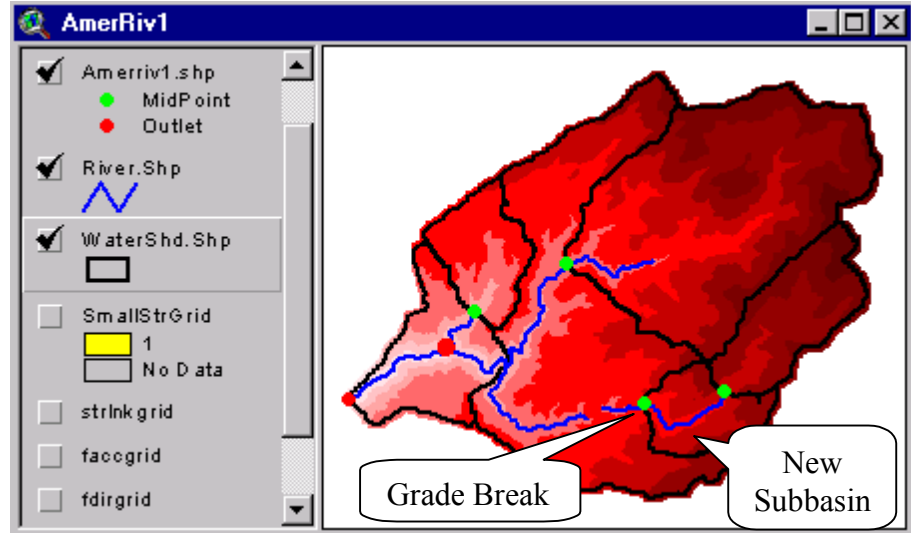 AmerRiv1
Amerriv1.shp
MidPoint
Outlet
River.Shp
WaterShd.Shp
SmallStrGrid
1
No Data
strlnkgrid
faccgrid
fdirgrid
Grade Break
New
Subbasin